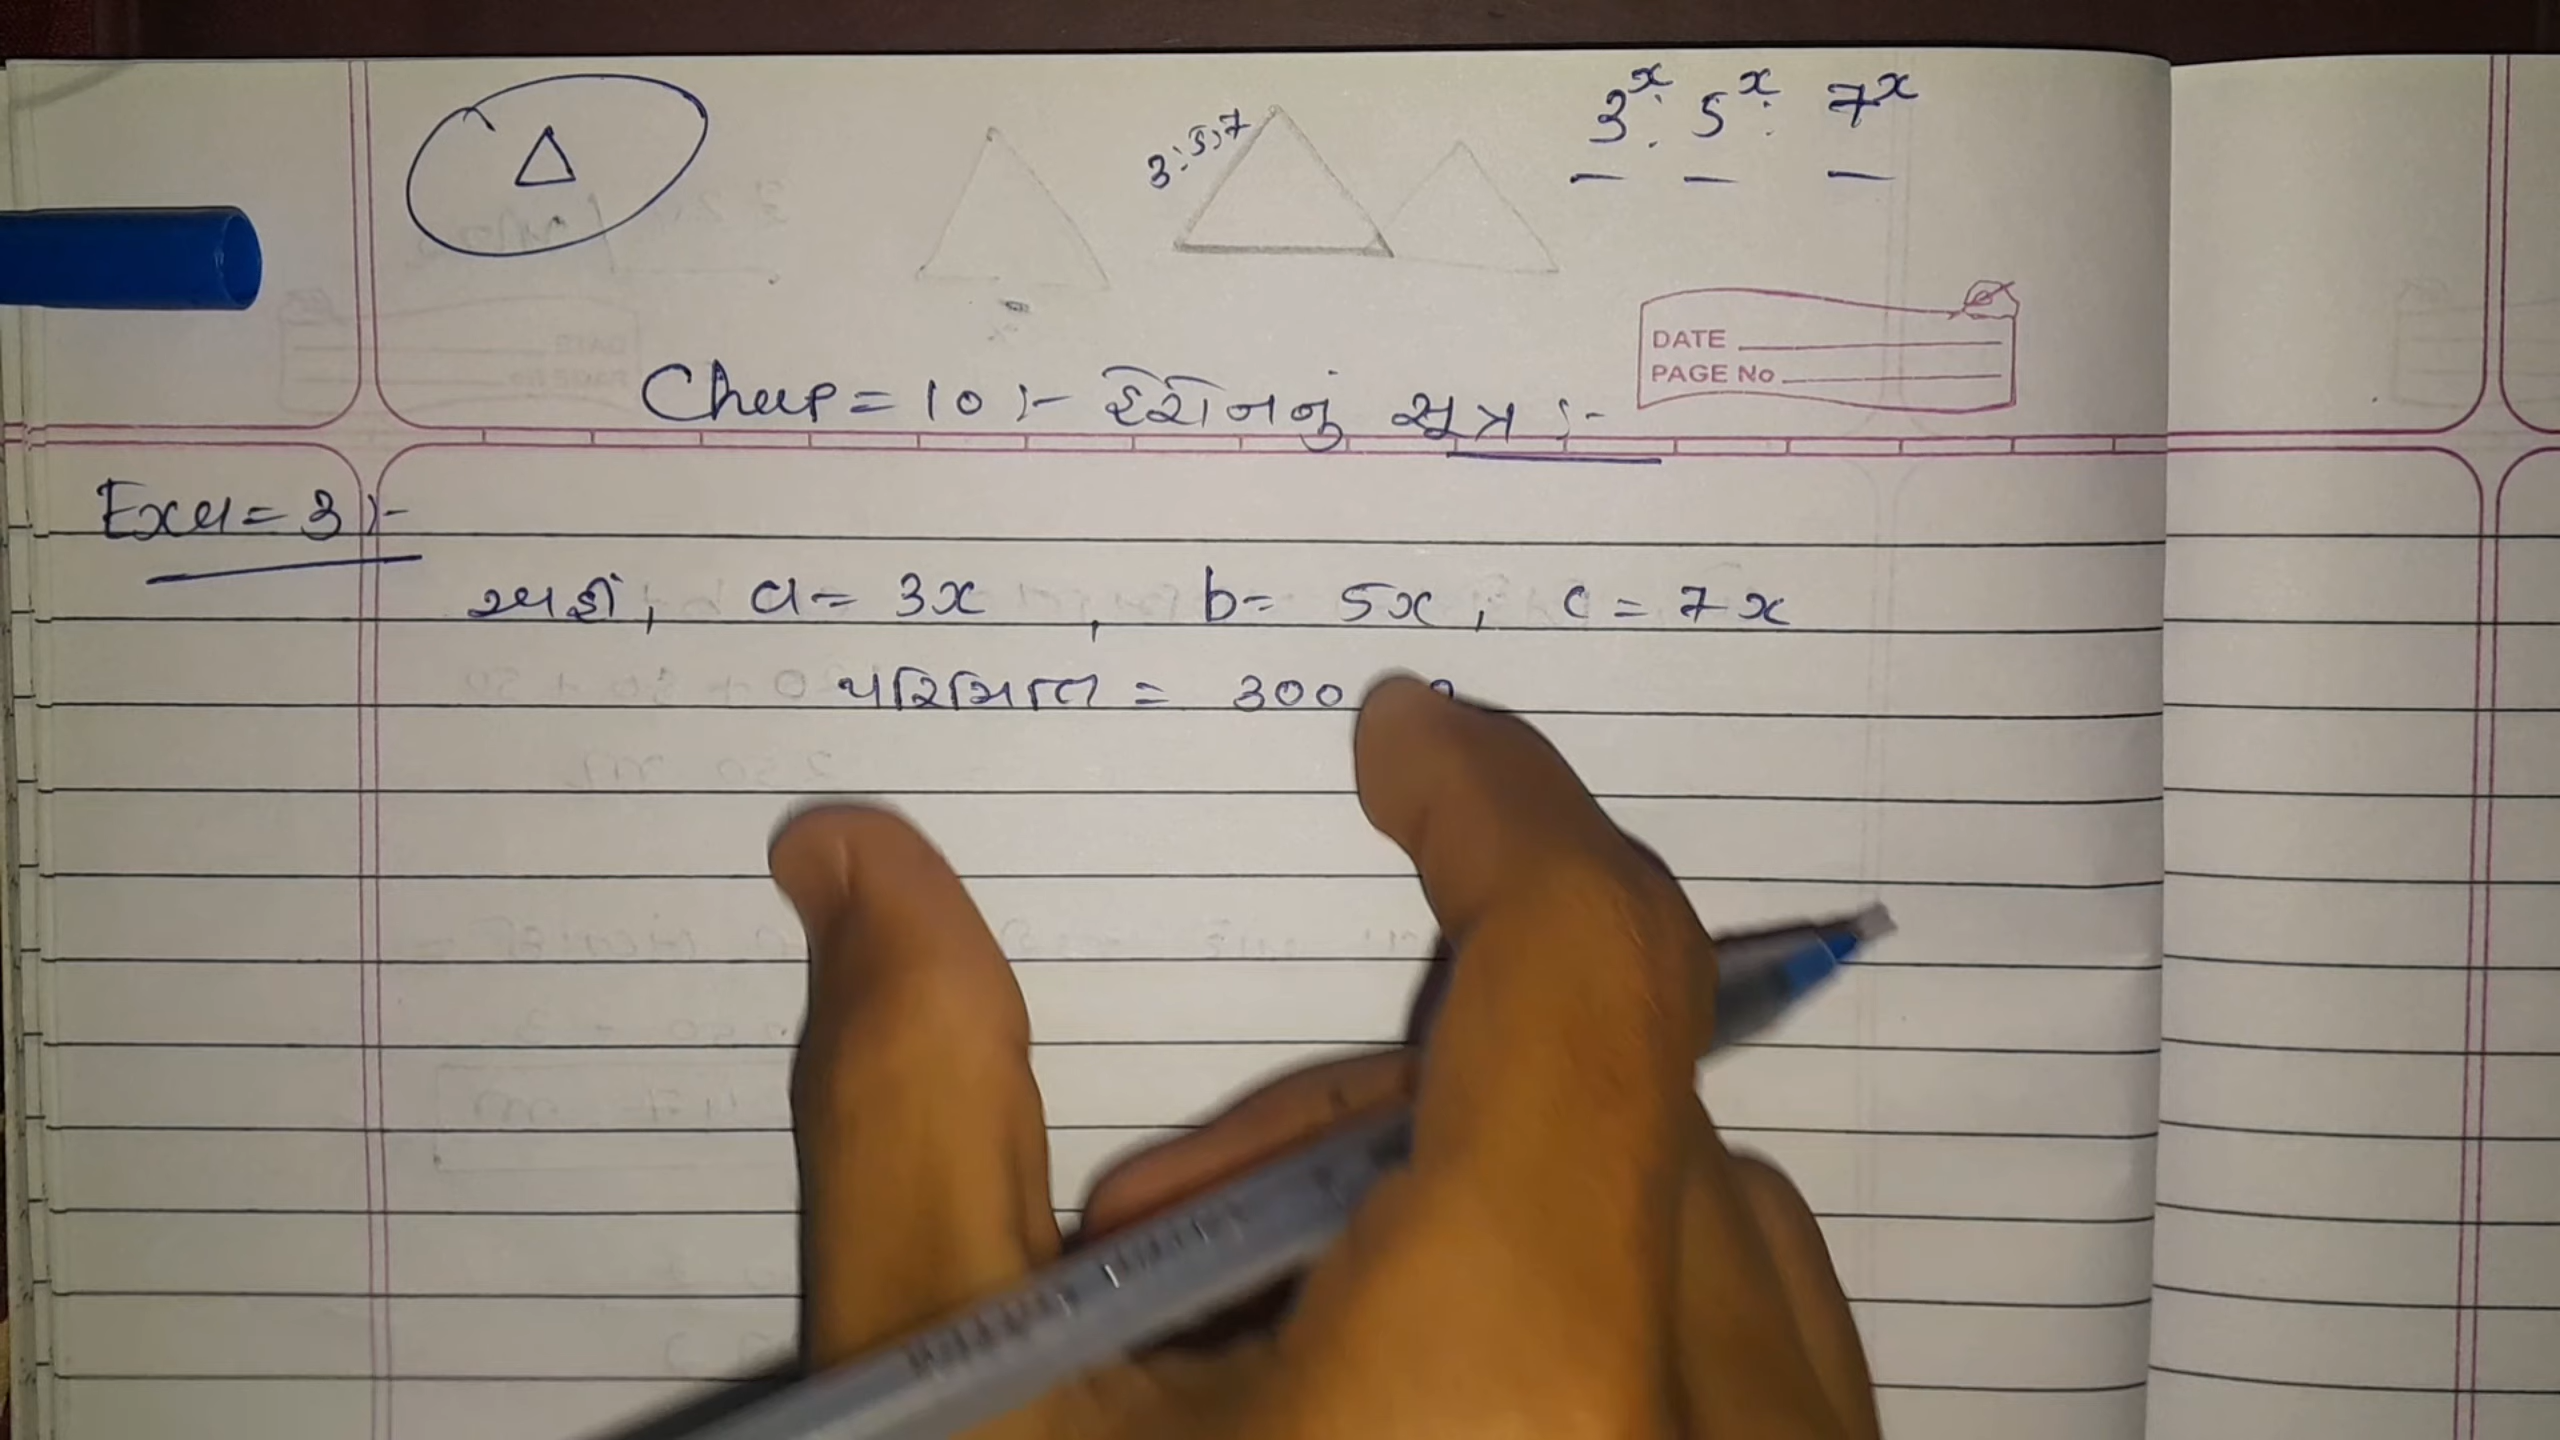 3 : 5 : 7
3x : 5x : 7x
DATE
PAGE No
Chap = 10 :- હેરોનનું સૂત્ર :-
Exa = 3 :-
અહીં, a = 3x , b = 5x , c = 7x
પરિમિતિ = 300